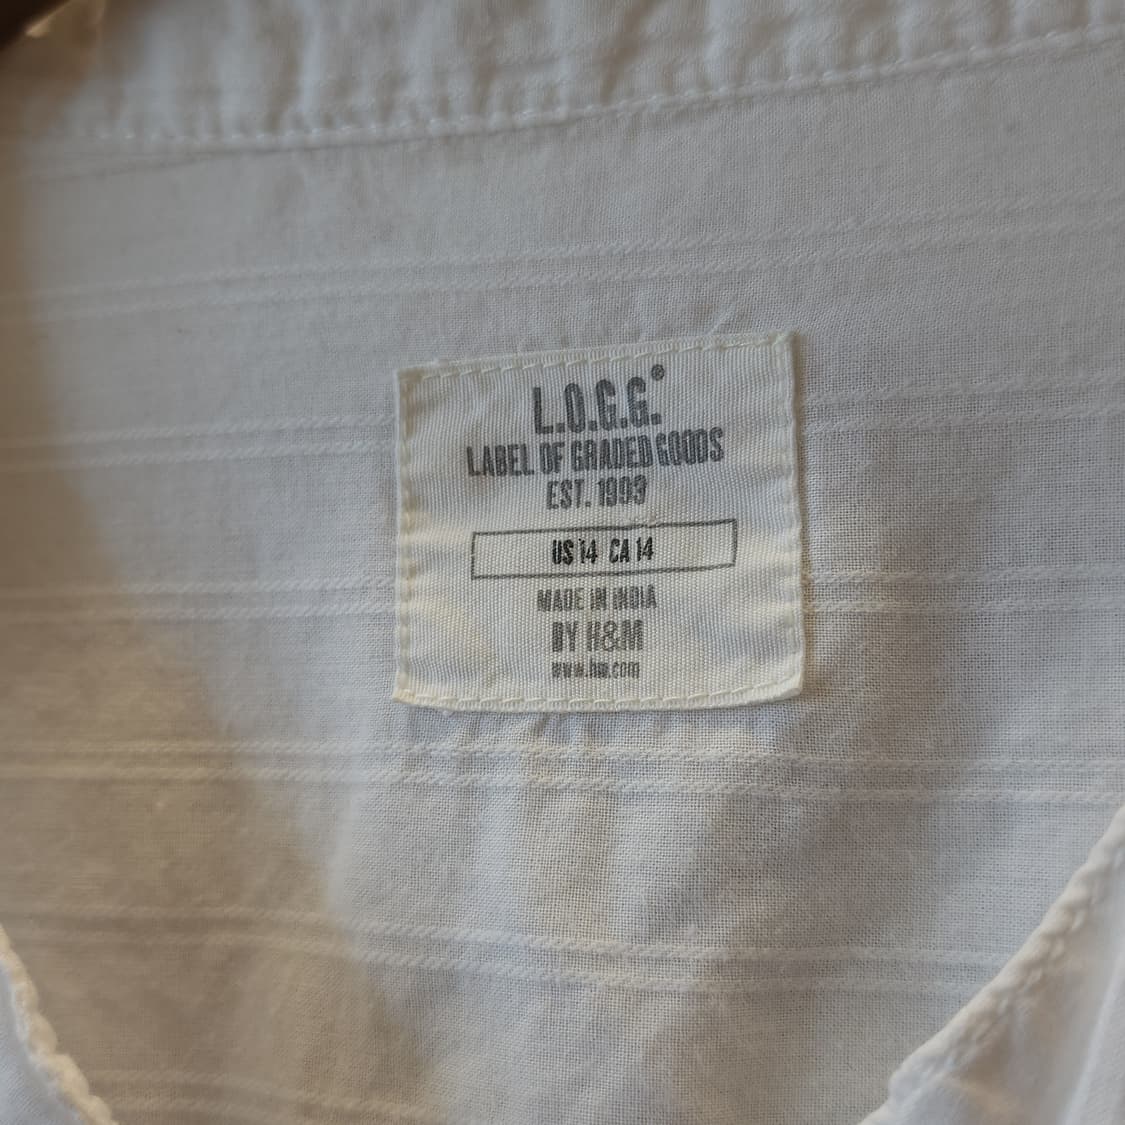 L.O.G.G.®
LABEL OF GRADED GOODS
EST. 1993
US 14 CA 14
MADE IN INDIA
BY H&M
www.hm.com